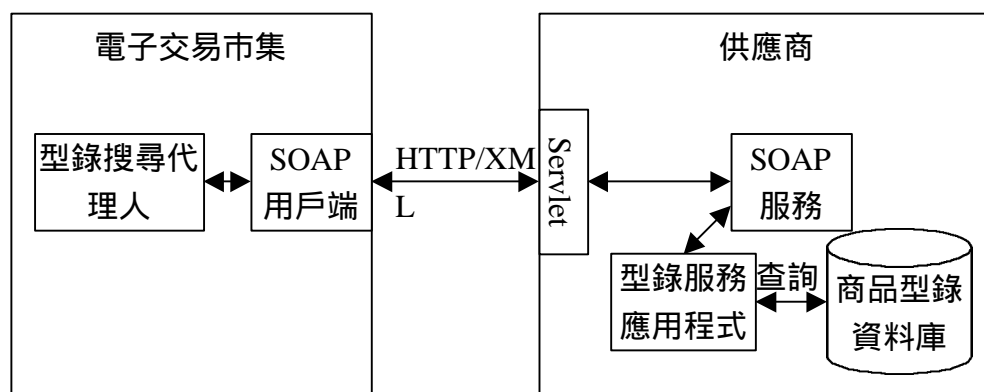 電子交易市集
供應商
型錄搜尋代
理人
SOAP
用戶端
HTTP/XM
L
Servlet
SOAP
服務
型錄服務
應用程式
查詢
商品型錄
資料庫